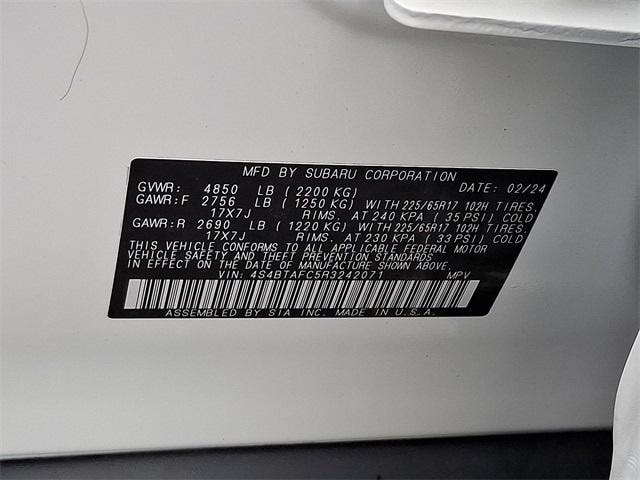 MFD BY SUBARU CORPORATION
GVWR: 4850 LB (2200 KG) DATE: 02/24
GAWR:F 2756 LB (1250 KG) WITH 225/65R17 102H TIRES.
17X7J RIMS. AT 240 KPA (35 PSI) COLD
GAWR:R 2690 LB (1220 KG) WITH 225/65R17 102H TIRES.
17X7J RIMS. AT 230 KPA (33 PSI) COLD
THIS VEHICLE CONFORMS TO ALL APPLICABLE FEDERAL MOTOR
VEHICLE SAFETY, BUMPER, AND THEFT PREVENTION STANDARDS
IN EFFECT ON THE DATE OF MANUFACTURE SHOWN ABOVE.
VIN: 4S4BTAFC5R3242071 MPV
ASSEMBLED BY SIA INC. MADE IN U.S.A.